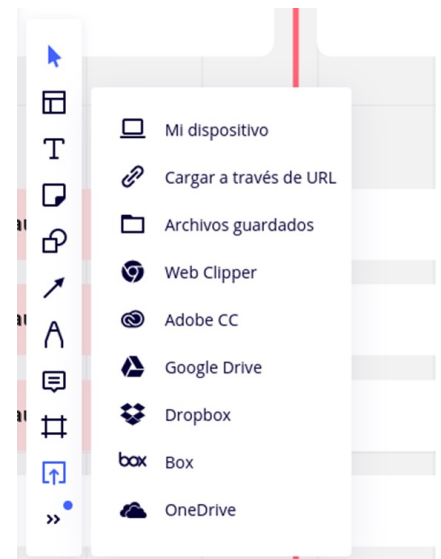 Mi dispositivo
Cargar a través de URL
Archivos guardados
Web Clipper
Adobe CC
Google Drive
Dropbox
box Box
OneDrive